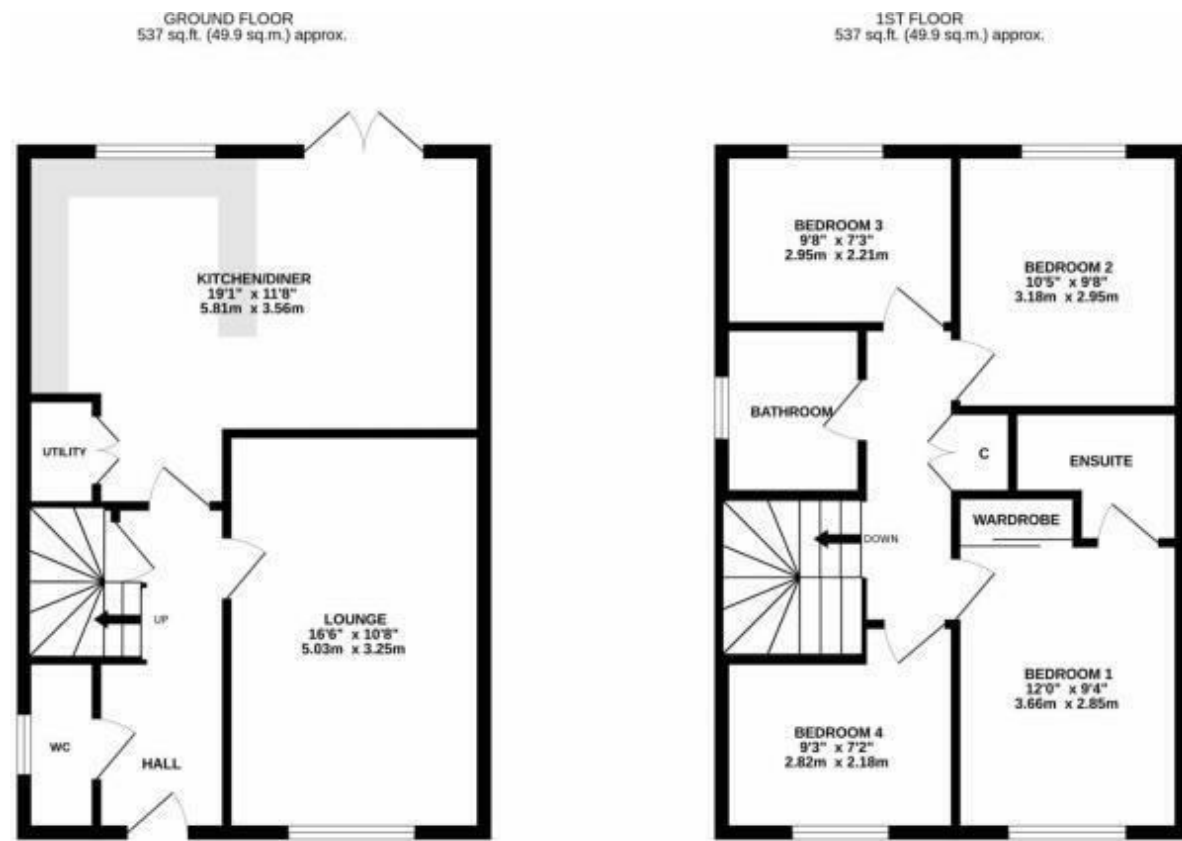 GROUND FLOOR
537 sq.ft. (49.9 sq.m.) approx.
KITCHEN/DINER
19'1" x 11'8"
5.81m x 3.56m
UTILITY
UP
LOUNGE
16'6" x 10'8"
5.03m x 3.25m
WC
HALL
1ST FLOOR
537 sq.ft. (49.9 sq.m.) approx.
BEDROOM 3
9'8" x 7'3"
2.95m x 2.21m
BEDROOM 2
10'5" x 9'8"
3.18m x 2.95m
BATHROOM
C
ENSUITE
WARDROBE
DOWN
BEDROOM 1
12'0" x 9'4"
3.66m x 2.85m
BEDROOM 4
9'3" x 7'2"
2.82m x 2.18m